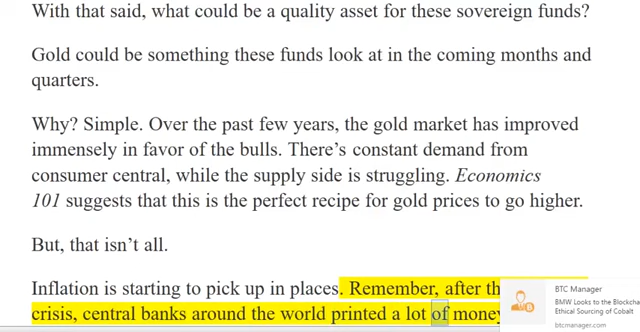 With that said, what could be a quality asset for these sovereign funds?
Gold could be something these funds look at in the coming months and
quarters.
Why? Simple. Over the past few years, the gold market has improved
immensely in favor of the bulls. There's constant demand from
consumer central, while the supply side is struggling. Economics
101 suggests that this is the perfect recipe for gold prices to go higher.
But, that isn't all.
Inflation is starting to pick up in places. Remember, after
crisis, central banks around the world printed a lot of money
BTC Manager
BMW Looks to the Blockcha
Ethical Sourcing of Cobalt
btcmanager.com